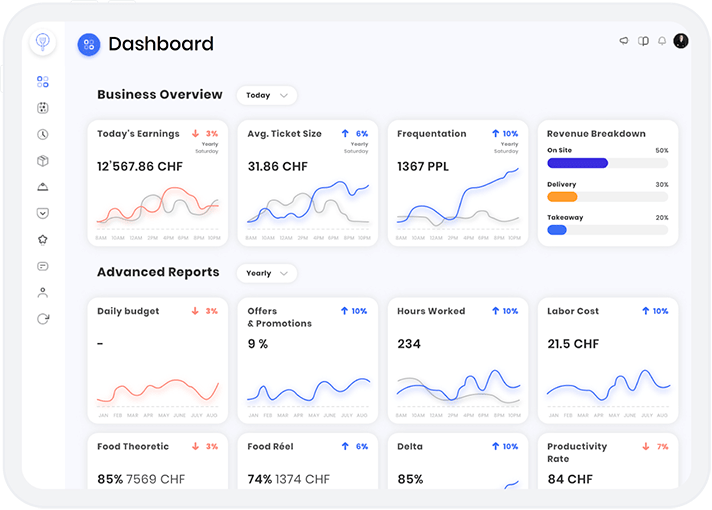 Dashboard
Business Overview
Today
Today's Earnings
3%
Yearly
Saturday
12'567.86 CHF
8AM 10AM 12AM 2PM 4PM 6PM 8PM 10PM
Avg. Ticket Size
6%
Yearly
Saturday
31.86 CHF
8AM 10AM 12AM 2PM 4PM 6PM 8PM 10PM
Frequentation
10%
Yearly
Saturday
1367 PPL
8AM 10AM 12AM 2PM 4PM 6PM 8PM 10PM
Revenue Breakdown
On Site 50%
Delivery 30%
Takeaway 20%
Advanced Reports
Yearly
Daily budget
3%
-
JAN FEB MAR APR MAY JUNE JULY AUG
Offers
& Promotions
10%
9 %
JAN FEB MAR APR MAY JUNE JULY AUG
Hours Worked
10%
234
8AM 10AM 12AM 2PM 4PM 6PM 8PM 10PM
Labor Cost
10%
21.5 CHF
JAN FEB MAR APR MAY JUNE JULY AUG
Food Theoretic
3%
85% 7569 CHF
Food Réel
6%
74% 1374 CHF
Delta
10%
85%
Productivity
Rate
7%
84 CHF